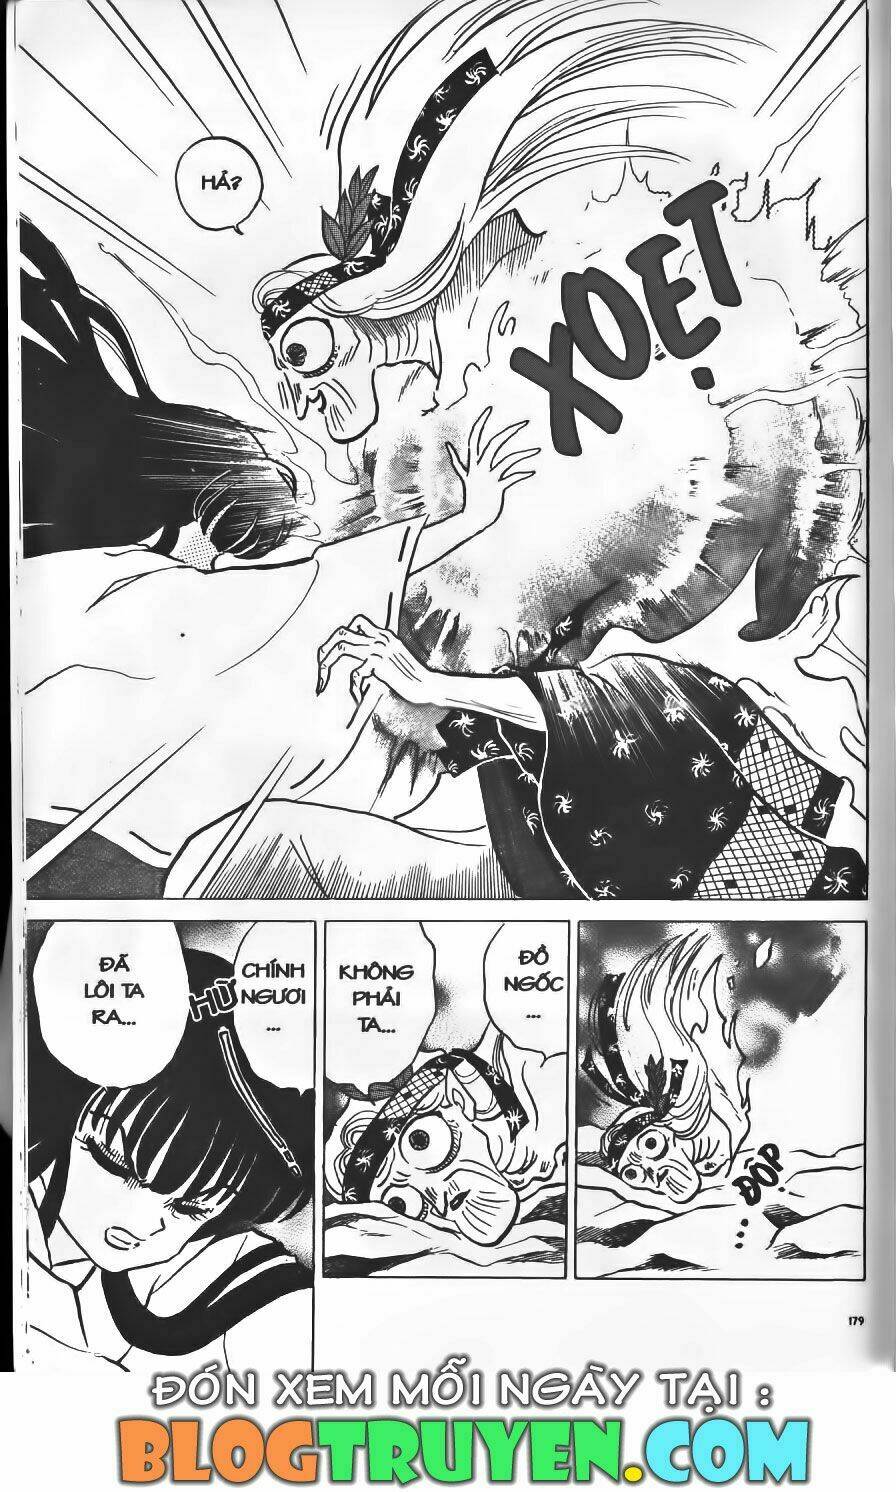 HẢ?
XOẸT
ĐỘP
...
ĐỒ
NGỐC
...
KHÔNG
PHẢI
TA...
CHÍNH
NGƯƠI
...
HỪ
ĐÃ
LÔI TA
RA...
179
ĐÓN XEM MỖI NGÀY TẠI :
BLOGTRUYEN.COM